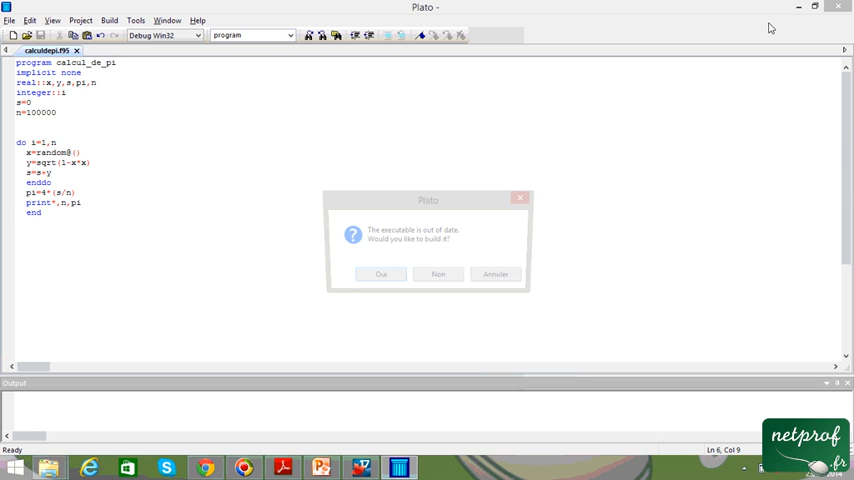 Plato -
File Edit View Project Build Tools Window Help
Debug Win32 program
calculdepi.f95
program calcul_de_pi
implicit none
real::x,y,s,pi,n
integer::i
s=0
n=100000
do i=1,n
x=random@()
y=sqrt(1-x*x)
s=s+y
enddo
pi=4*(s/n)
print*,n,pi
end
Plato
The executable is out of date.
Would you like to build it?
Oui Non Annuler
Output
Ready Ln 6, Col 9
netprof
.fr